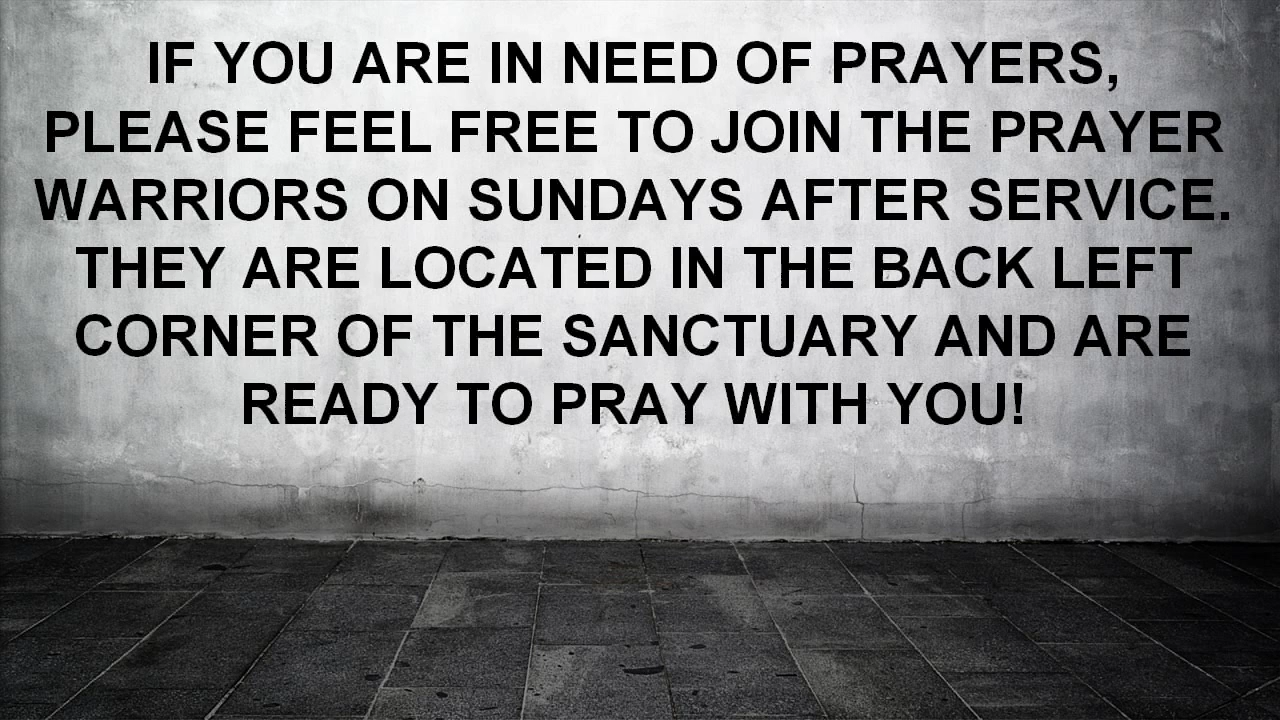 IF YOU ARE IN NEED OF PRAYERS,
PLEASE FEEL FREE TO JOIN THE PRAYER
WARRIORS ON SUNDAYS AFTER SERVICE.
THEY ARE LOCATED IN THE BACK LEFT
CORNER OF THE SANCTUARY AND ARE
READY TO PRAY WITH YOU!